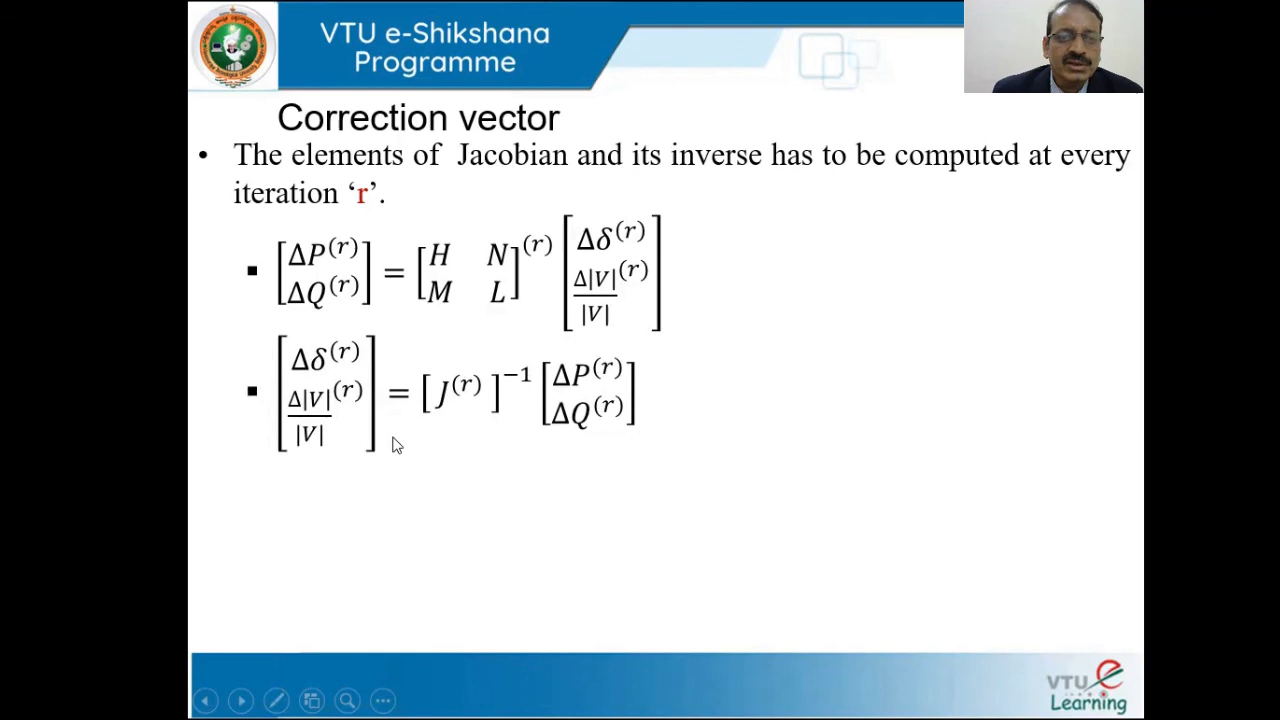 VTU e-Shikshana
Programme
Correction vector
• The elements of Jacobian and its inverse has to be computed at every
iteration ‘r’.
▪ [ΔP^(r) ; ΔQ^(r)] = [H N ; M L]^(r) [Δδ^(r) ; Δ|V|^(r) / |V|]
▪ [Δδ^(r) ; Δ|V|^(r) / |V|] = [J^(r)]^−1 [ΔP^(r) ; ΔQ^(r)]
VTU e
Learning